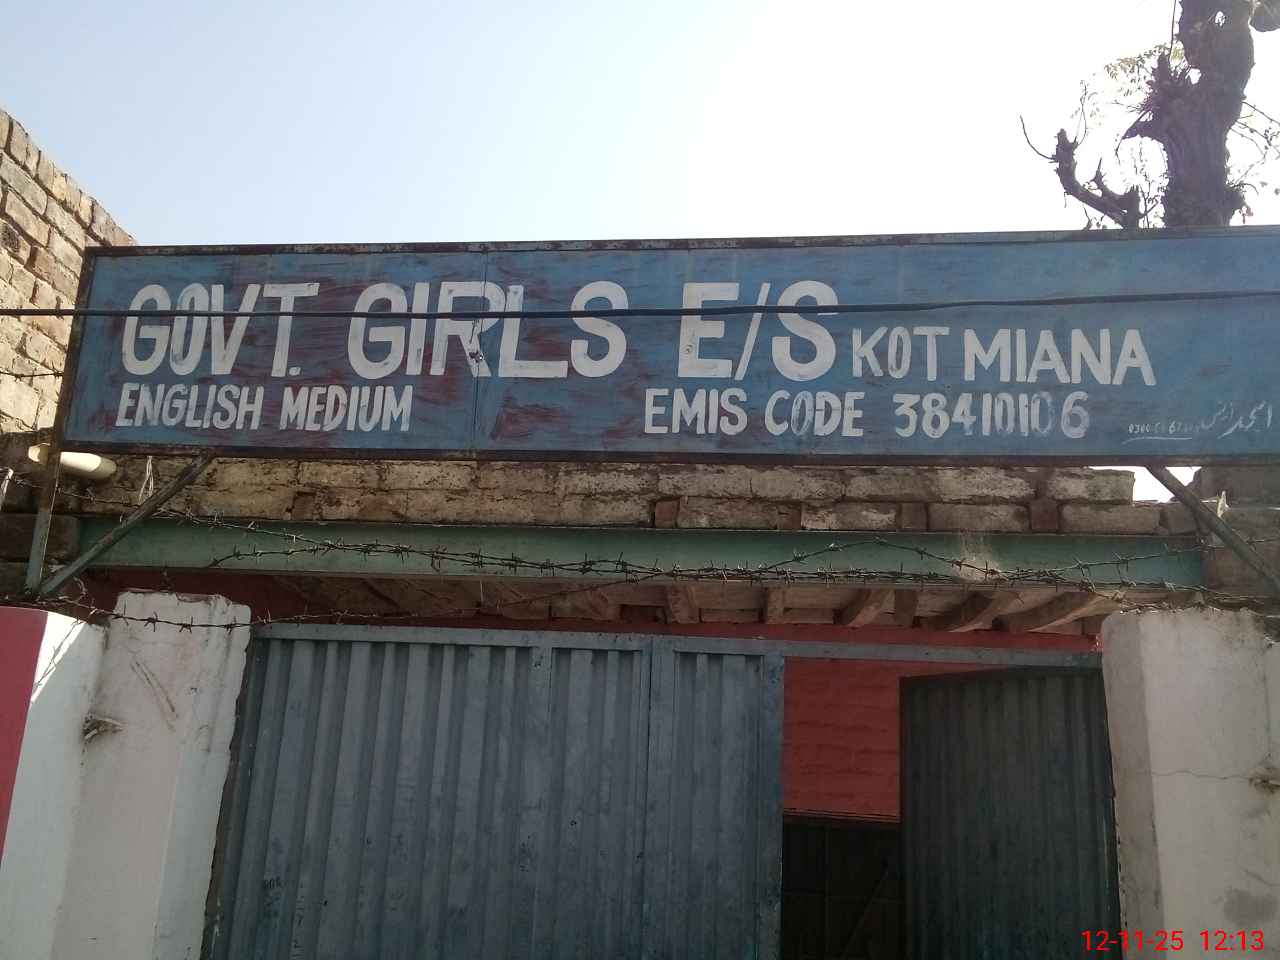 GOVT. GIRLS E/S KOT MIANA
ENGLISH MEDIUM EMIS CODE 38410106
12-11-25 12:13